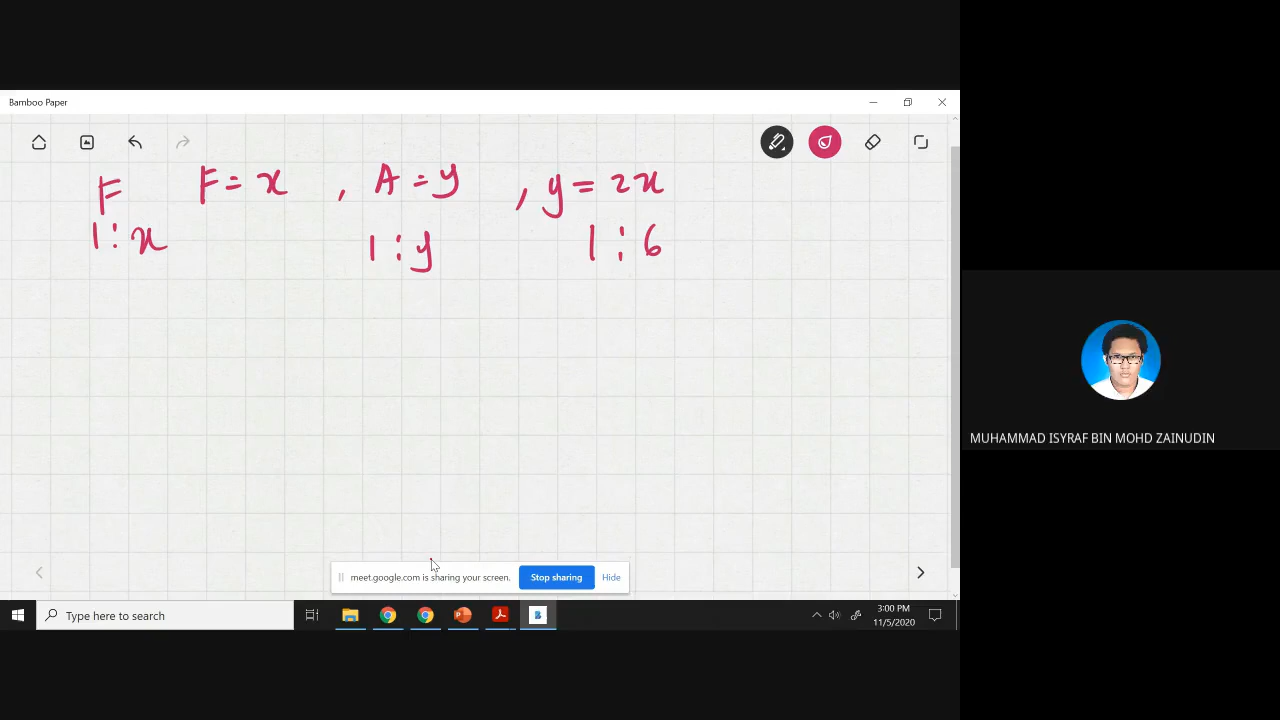 Bamboo Paper
F F = x , A = y , y = 2x
1 : x 1 : y 1 : 6
MUHAMMAD ISYRAF BIN MOHD ZAINUDIN
meet.google.com is sharing your screen. Stop sharing Hide
Type here to search
3:00 PM
11/5/2020